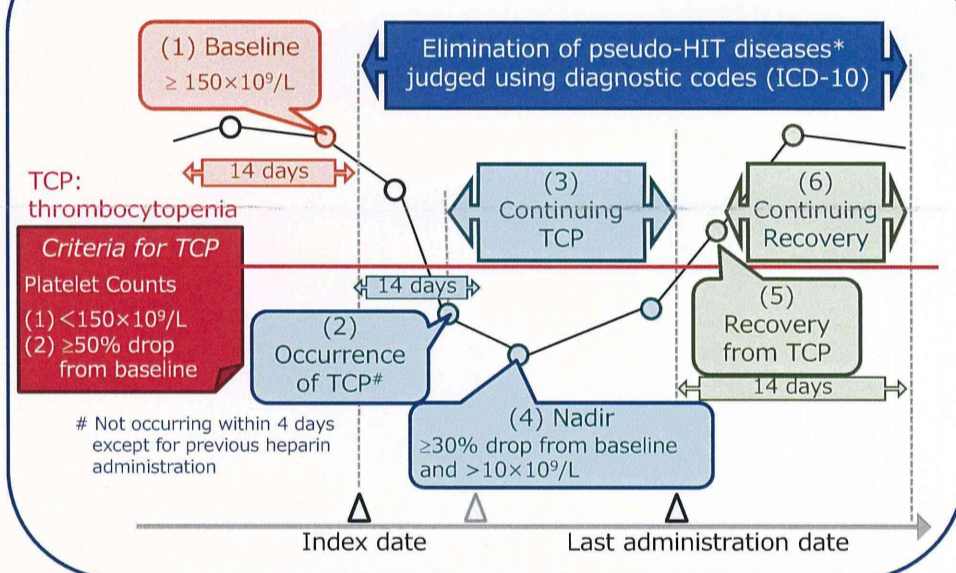 (1) Baseline
≥ 150×10⁹/L
Elimination of pseudo-HIT diseases*
judged using diagnostic codes (ICD-10)
14 days
TCP:
thrombocytopenia
(3)
Continuing
TCP
(6)
Continuing
Recovery
Criteria for TCP
Platelet Counts
(1) <150×10⁹/L
(2) ≥50% drop
from baseline
14 days
(2)
Occurrence
of TCP#
(5)
Recovery
from TCP
14 days
(4) Nadir
≥30% drop from baseline
and >10×10⁹/L
# Not occurring within 4 days
except for previous heparin
administration
Index date
Last administration date